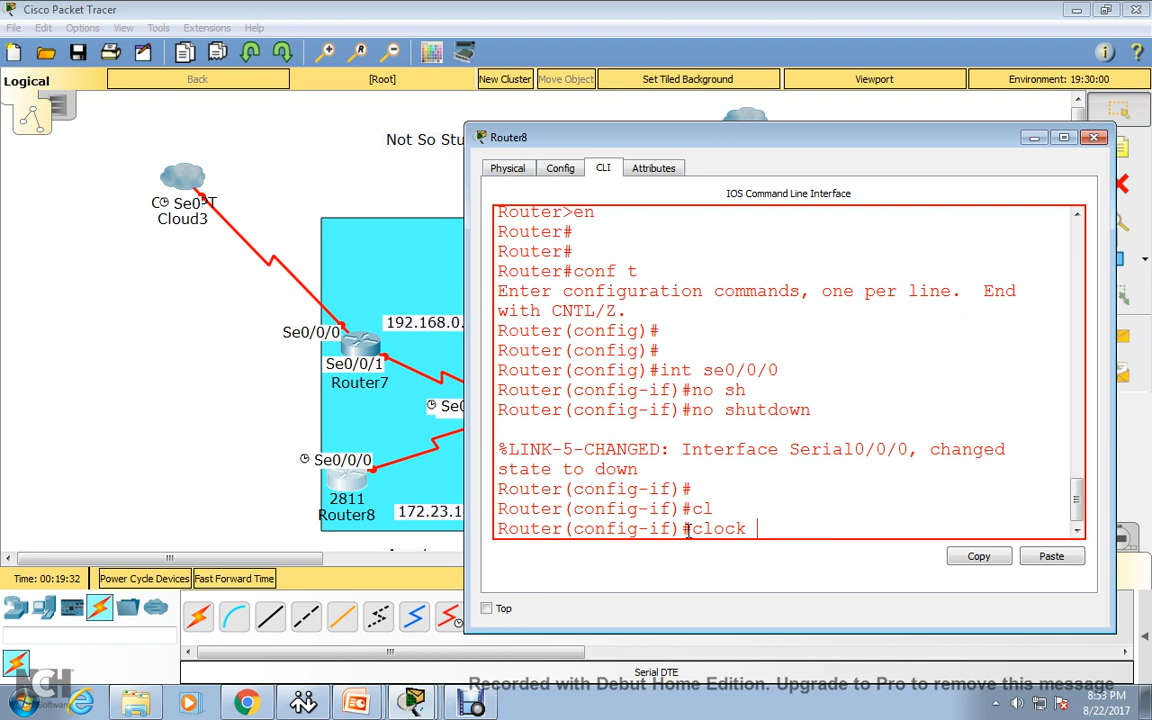 Cisco Packet Tracer
File Edit Options View Tools Extensions Help
Logical
Back
[Root]
New Cluster
Move Object
Set Tiled Background
Viewport
Environment: 19:30:00
Not So Stu
Se0
Cloud3
192.168.0.
Se0/0/0
Se0/0/1
Router7
Se0
Se0/0/0
2811
Router8
172.23.1
Router8
Physical
Config
CLI
Attributes
IOS Command Line Interface
Router>en
Router#
Router#
Router#conf t
Enter configuration commands, one per line.  End
with CNTL/Z.
Router(config)#
Router(config)#
Router(config)#int se0/0/0
Router(config-if)#no sh
Router(config-if)#no shutdown
%LINK-5-CHANGED: Interface Serial0/0/0, changed
state to down
Router(config-if)#
Router(config-if)#cl
Router(config-if)#clock
Copy
Paste
Top
Time: 00:19:32
Power Cycle Devices
Fast Forward Time
Serial DTE
NCH
Software
Recorded with Debut Home Edition. Upgrade to Pro to remove this message
8:53 PM
8/22/2017